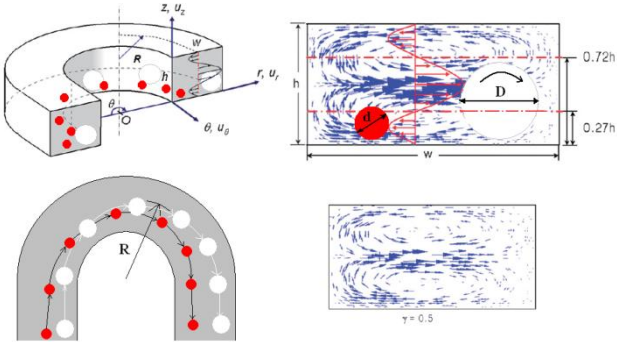 z, u_z
w
R
h
r, u_r
θ
O
θ, u_θ
h
0.72h
D
d
0.27h
w
R
γ = 0.5